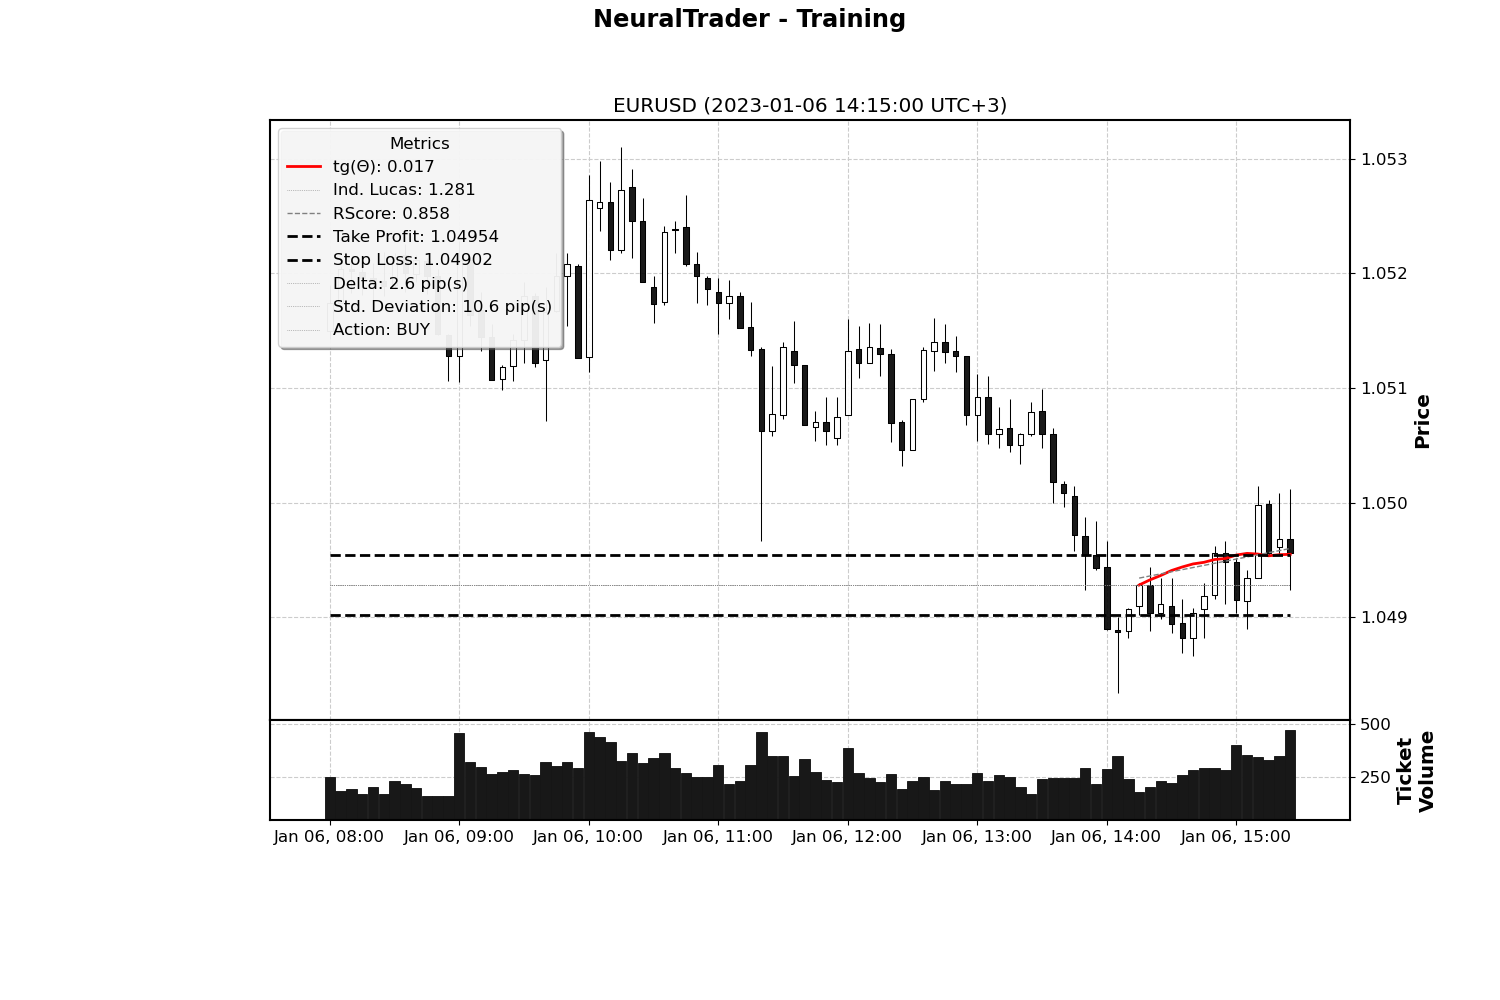 NeuralTrader - Training
EURUSD (2023-01-06 14:15:00 UTC+3)
Metrics
tg(Θ): 0.017
Ind. Lucas: 1.281
RScore: 0.858
Take Profit: 1.04954
Stop Loss: 1.04902
Delta: 2.6 pip(s)
Std. Deviation: 10.6 pip(s)
Action: BUY
1.053
1.052
1.051
1.050
1.049
Price
500
250
Ticket
Volume
Jan 06, 08:00
Jan 06, 09:00
Jan 06, 10:00
Jan 06, 11:00
Jan 06, 12:00
Jan 06, 13:00
Jan 06, 14:00
Jan 06, 15:00